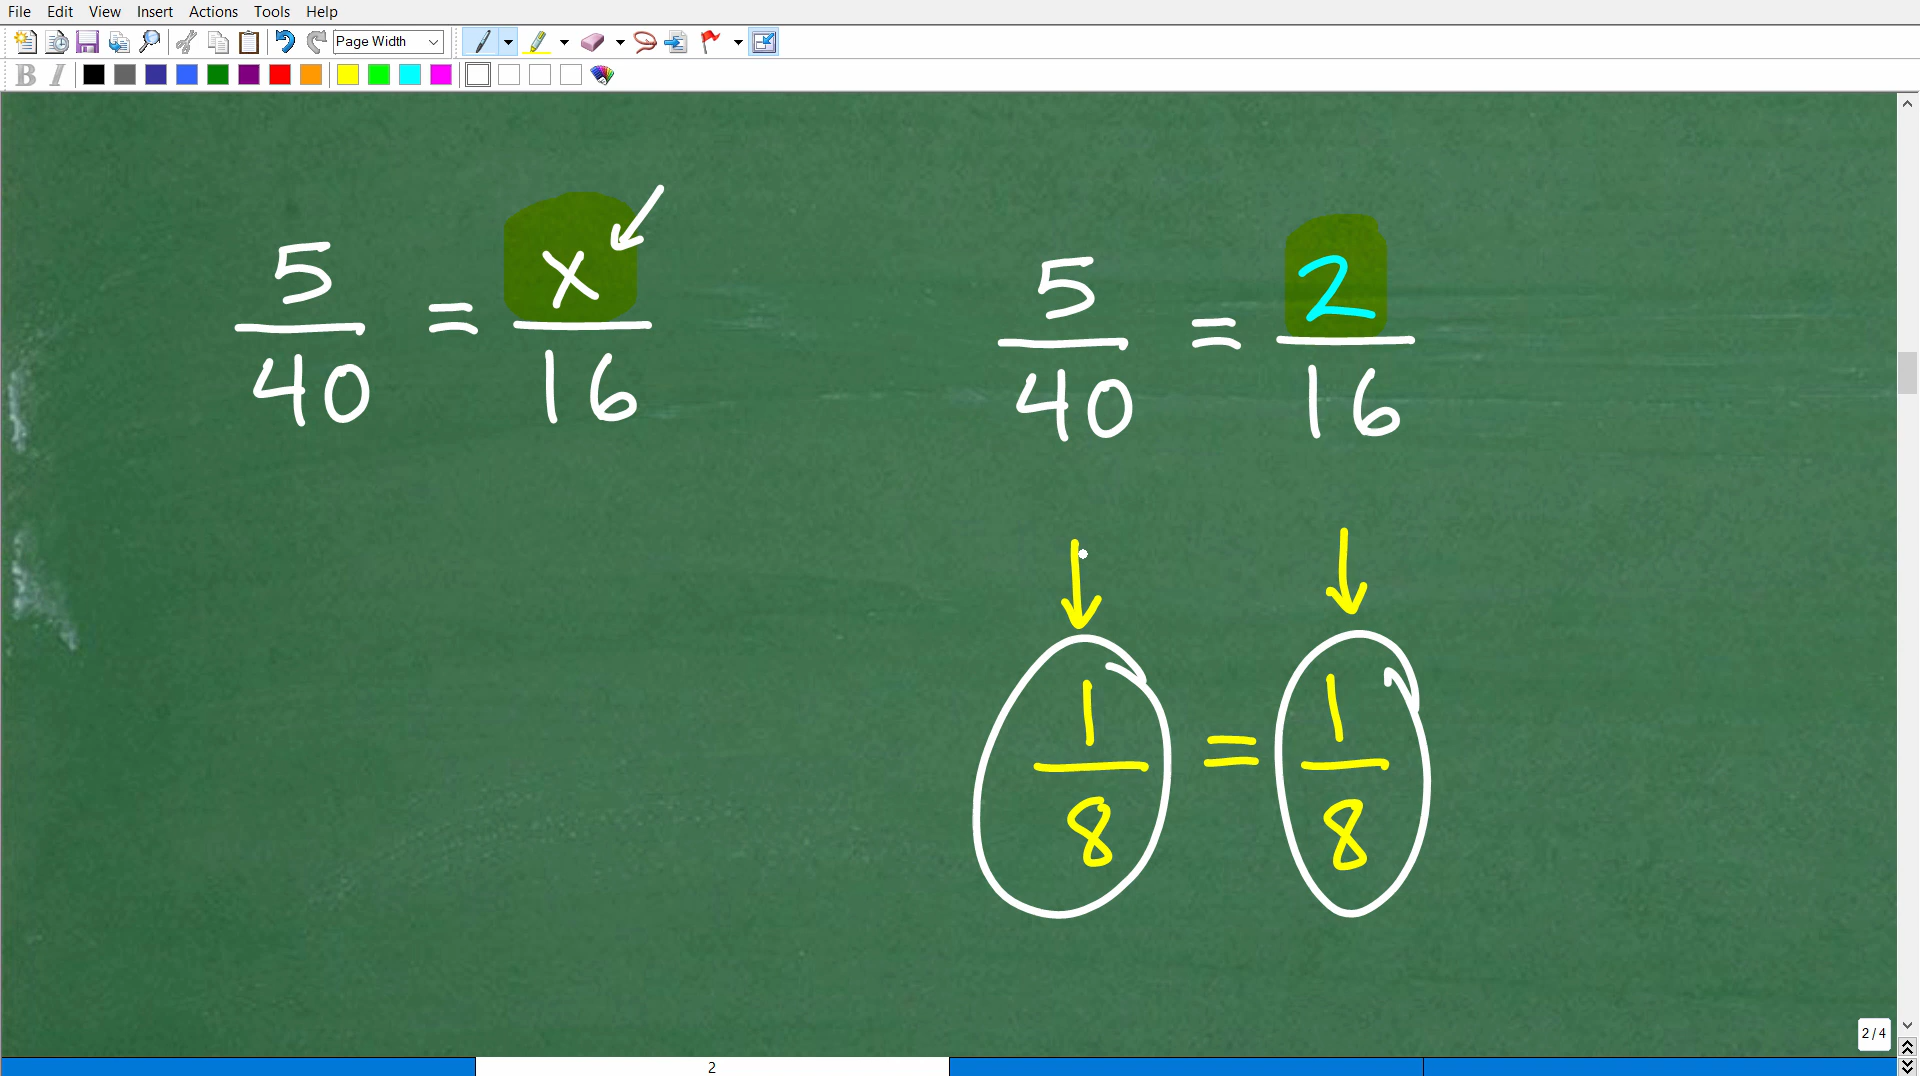 File Edit View Insert Actions Tools Help
Page Width
B I
5/40 = x/16
5/40 = 2/16
1/8 = 1/8
2 / 4
2